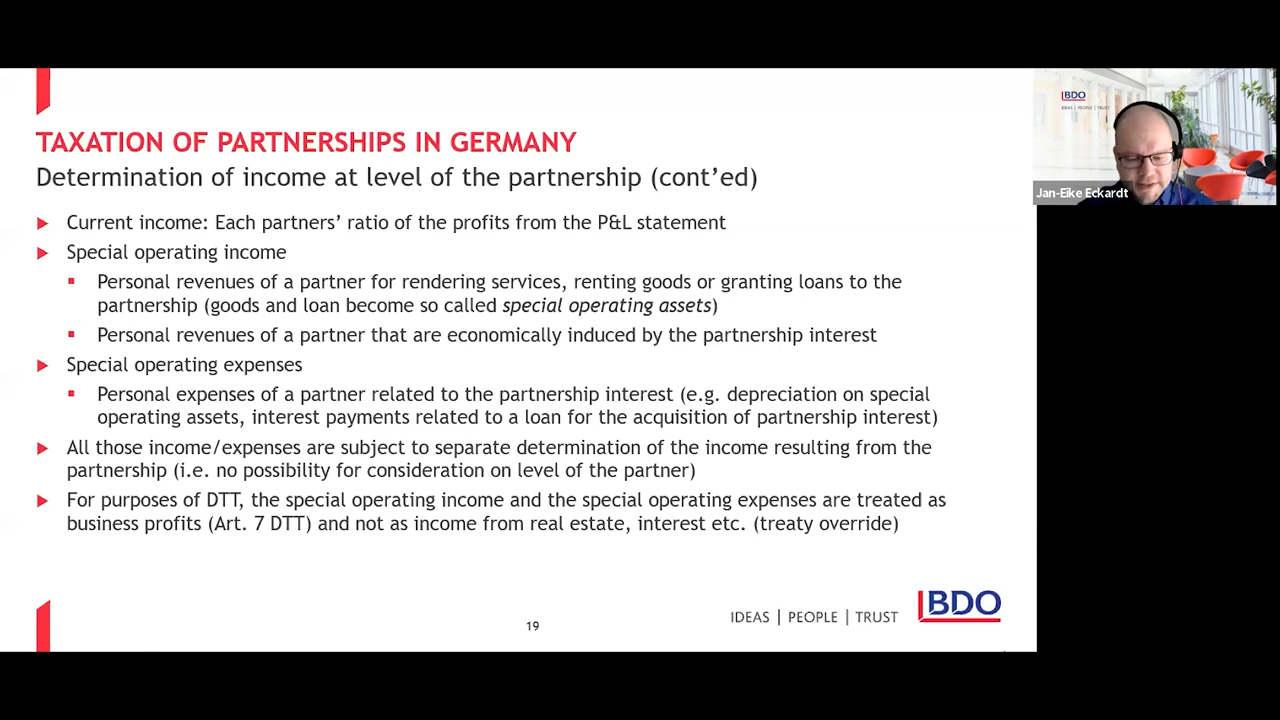 TAXATION OF PARTNERSHIPS IN GERMANY
Determination of income at level of the partnership (cont’ed)
Current income: Each partners’ ratio of the profits from the P&L statement
Special operating income
Personal revenues of a partner for rendering services, renting goods or granting loans to the
partnership (goods and loan become so called special operating assets)
Personal revenues of a partner that are economically induced by the partnership interest
Special operating expenses
Personal expenses of a partner related to the partnership interest (e.g. depreciation on special
operating assets, interest payments related to a loan for the acquisition of partnership interest)
All those income/expenses are subject to separate determination of the income resulting from the
partnership (i.e. no possibility for consideration on level of the partner)
For purposes of DTT, the special operating income and the special operating expenses are treated as
business profits (Art. 7 DTT) and not as income from real estate, interest etc. (treaty override)
19
IDEAS | PEOPLE | TRUST
BDO
BDO
IDEAS | PEOPLE | TRUST
Jan-Eike Eckardt